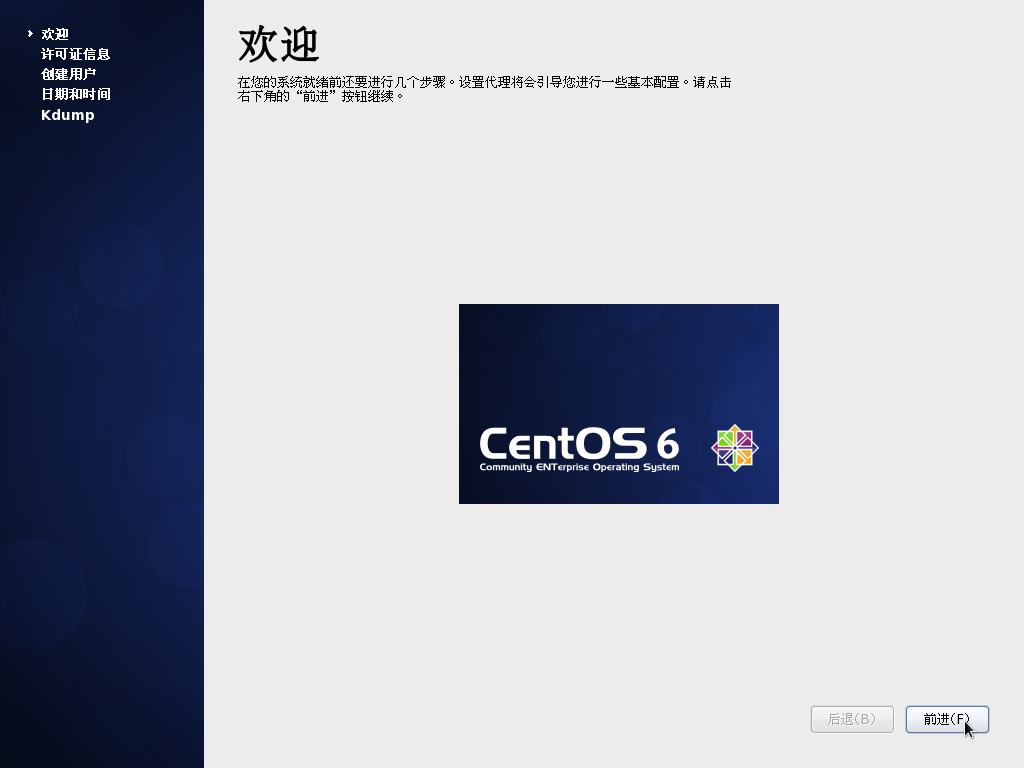 欢迎
许可证信息
创建用户
日期和时间
Kdump
欢迎
在您的系统就绪前还要进行几个步骤。设置代理将会引导您进行一些基本配置。请点击
右下角的“前进”按钮继续。
CentOS 6
Community ENTerprise Operating System
后退(B)
前进(F)